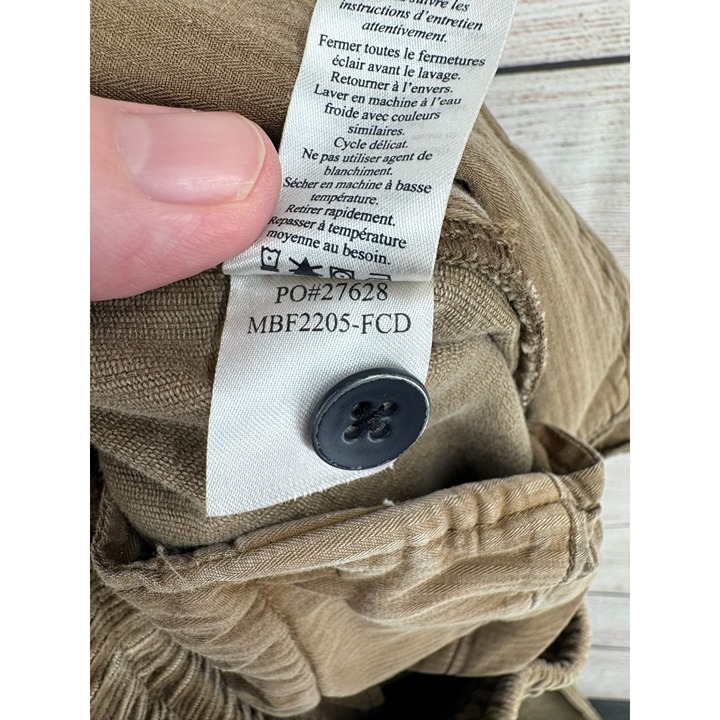 suivre les
instructions d'entretien
attentivement.
Fermer toutes le fermetures
éclair avant le lavage.
Retourner à l'envers.
Laver en machine à l'eau
froide avec couleurs
similaires.
Cycle délicat.
Ne pas utiliser agent de
blanchiment.
Sécher en machine à basse
température.
Retirer rapidement.
Repasser à température
moyenne au besoin.
PO#27628
MBF2205-FCD